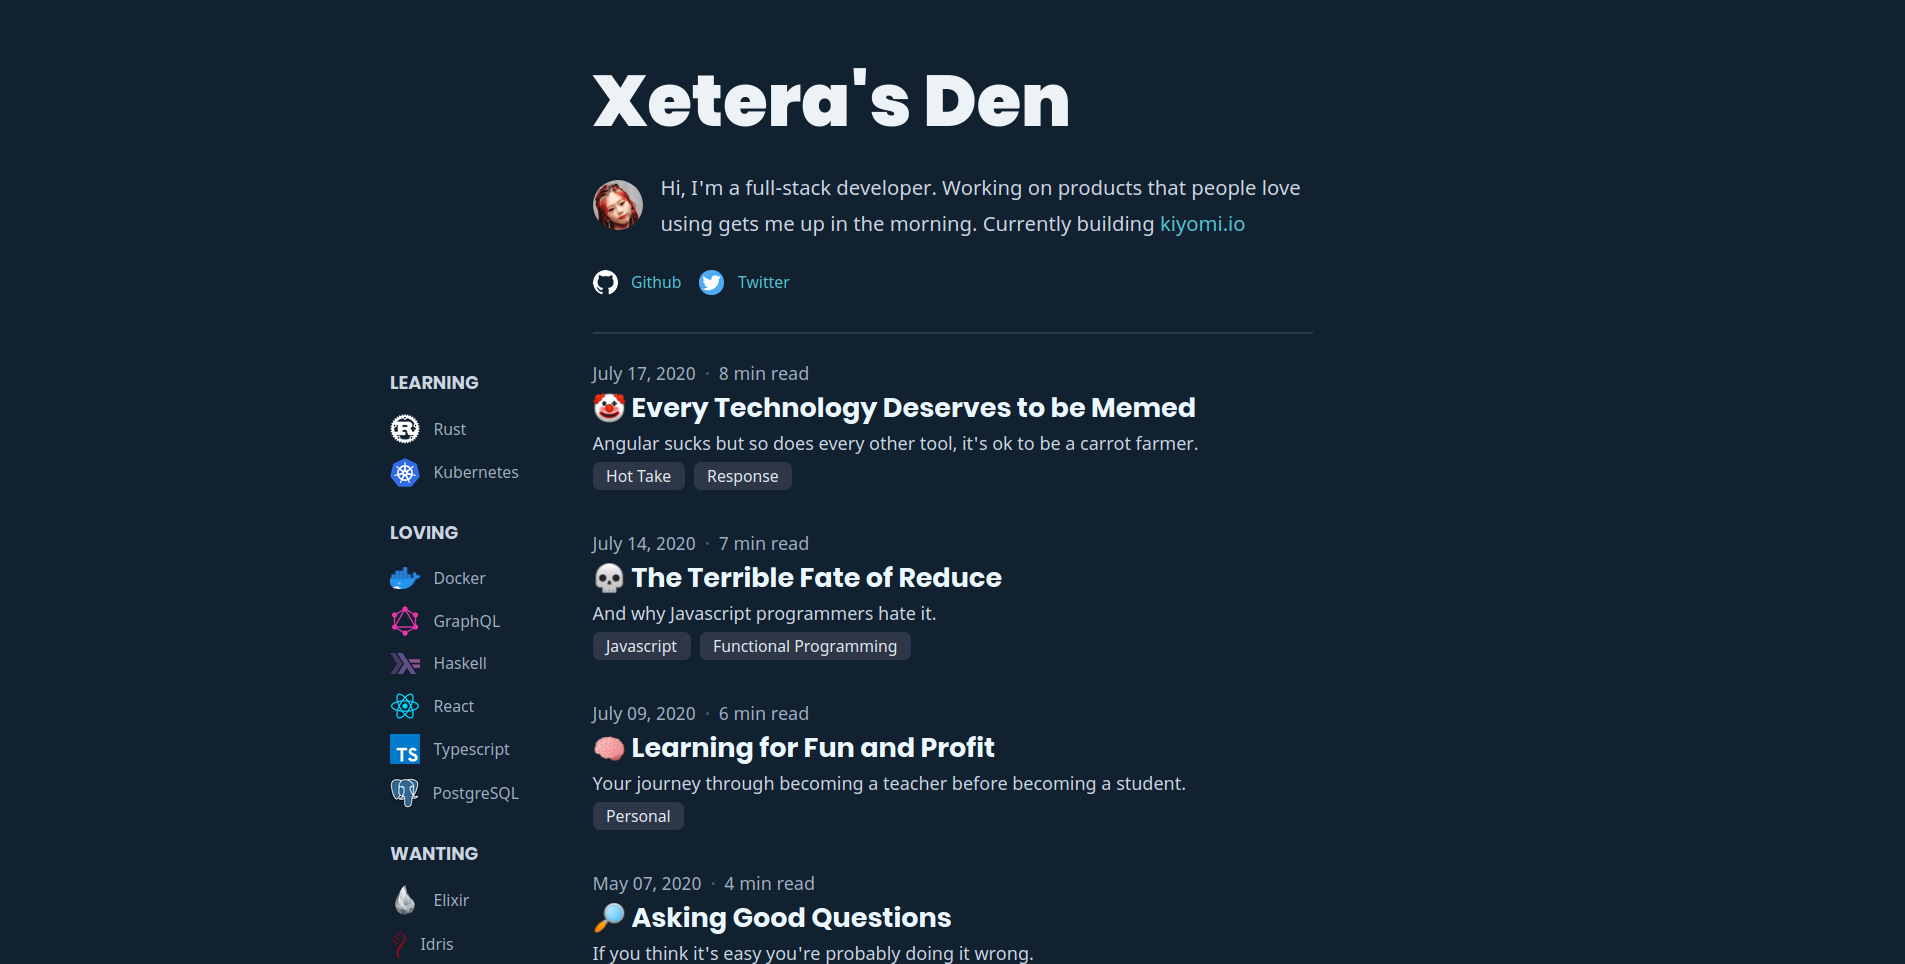 Xetera's Den
Hi, I'm a full-stack developer. Working on products that people love
using gets me up in the morning. Currently building kiyomi.io
Github Twitter
LEARNING
Rust
Kubernetes
LOVING
Docker
GraphQL
Haskell
React
TS Typescript
PostgreSQL
WANTING
Elixir
Idris
July 17, 2020 · 8 min read
Every Technology Deserves to be Memed
Angular sucks but so does every other tool, it's ok to be a carrot farmer.
Hot Take Response
July 14, 2020 · 7 min read
The Terrible Fate of Reduce
And why Javascript programmers hate it.
Javascript Functional Programming
July 09, 2020 · 6 min read
Learning for Fun and Profit
Your journey through becoming a teacher before becoming a student.
Personal
May 07, 2020 · 4 min read
Asking Good Questions
If you think it's easy you're probably doing it wrong.